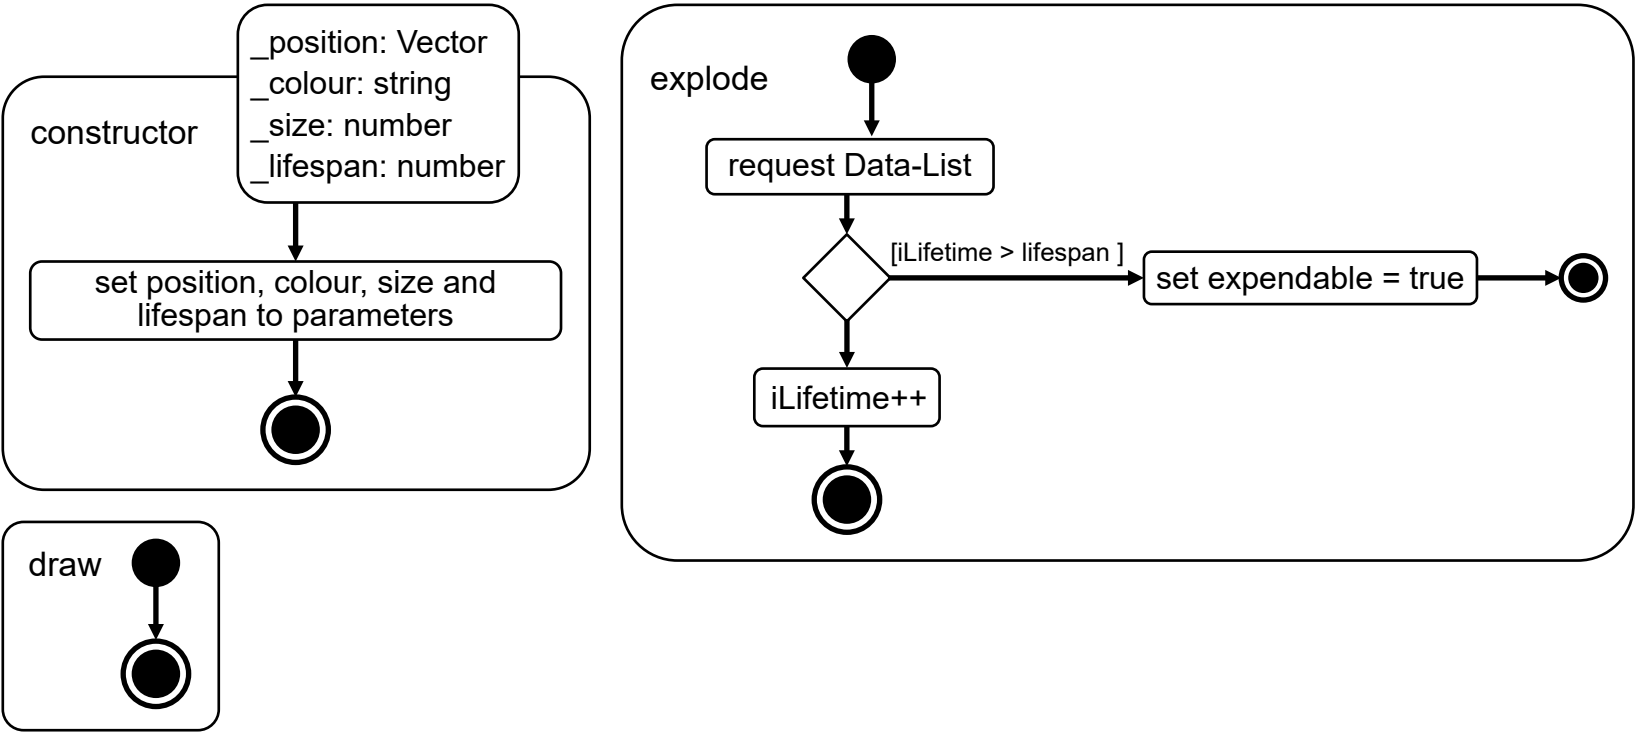 constructor
_position: Vector
_colour: string
_size: number
_lifespan: number
set position, colour, size and
lifespan to parameters
explode
request Data-List
[iLifetime > lifespan ]
set expendable = true
iLifetime++
draw